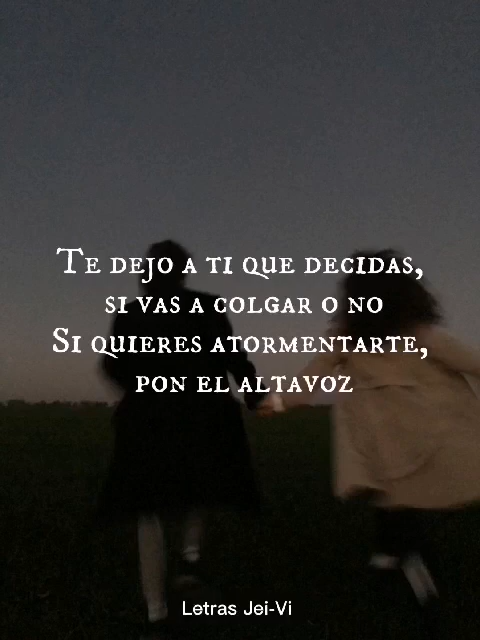 Te dejo a ti que decidas,
si vas a colgar o no
Si quieres atormentarte,
pon el altavoz
Letras Jei-Vi